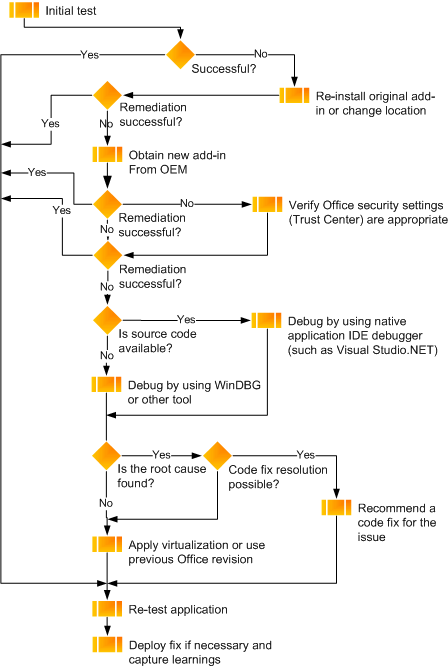 Initial test
Yes
No
Successful?
Re-install original add-
in or change location
Remediation
successful?
Yes
No
Obtain new add-in
From OEM
Yes
No
Remediation
successful?
Verify Office security settings
(Trust Center) are appropriate
Yes
No
Remediation
successful?
No
Is source code
available?
Yes
Debug by using native
application IDE debugger
(such as Visual Studio.NET)
No
Debug by using WinDBG
or other tool
Is the root cause
found?
Yes
Code fix resolution
possible?
Yes
No
Recommend a
code fix for the
issue
Apply virtualization or use
previous Office revision
Re-test application
Deploy fix if necessary and
capture learnings